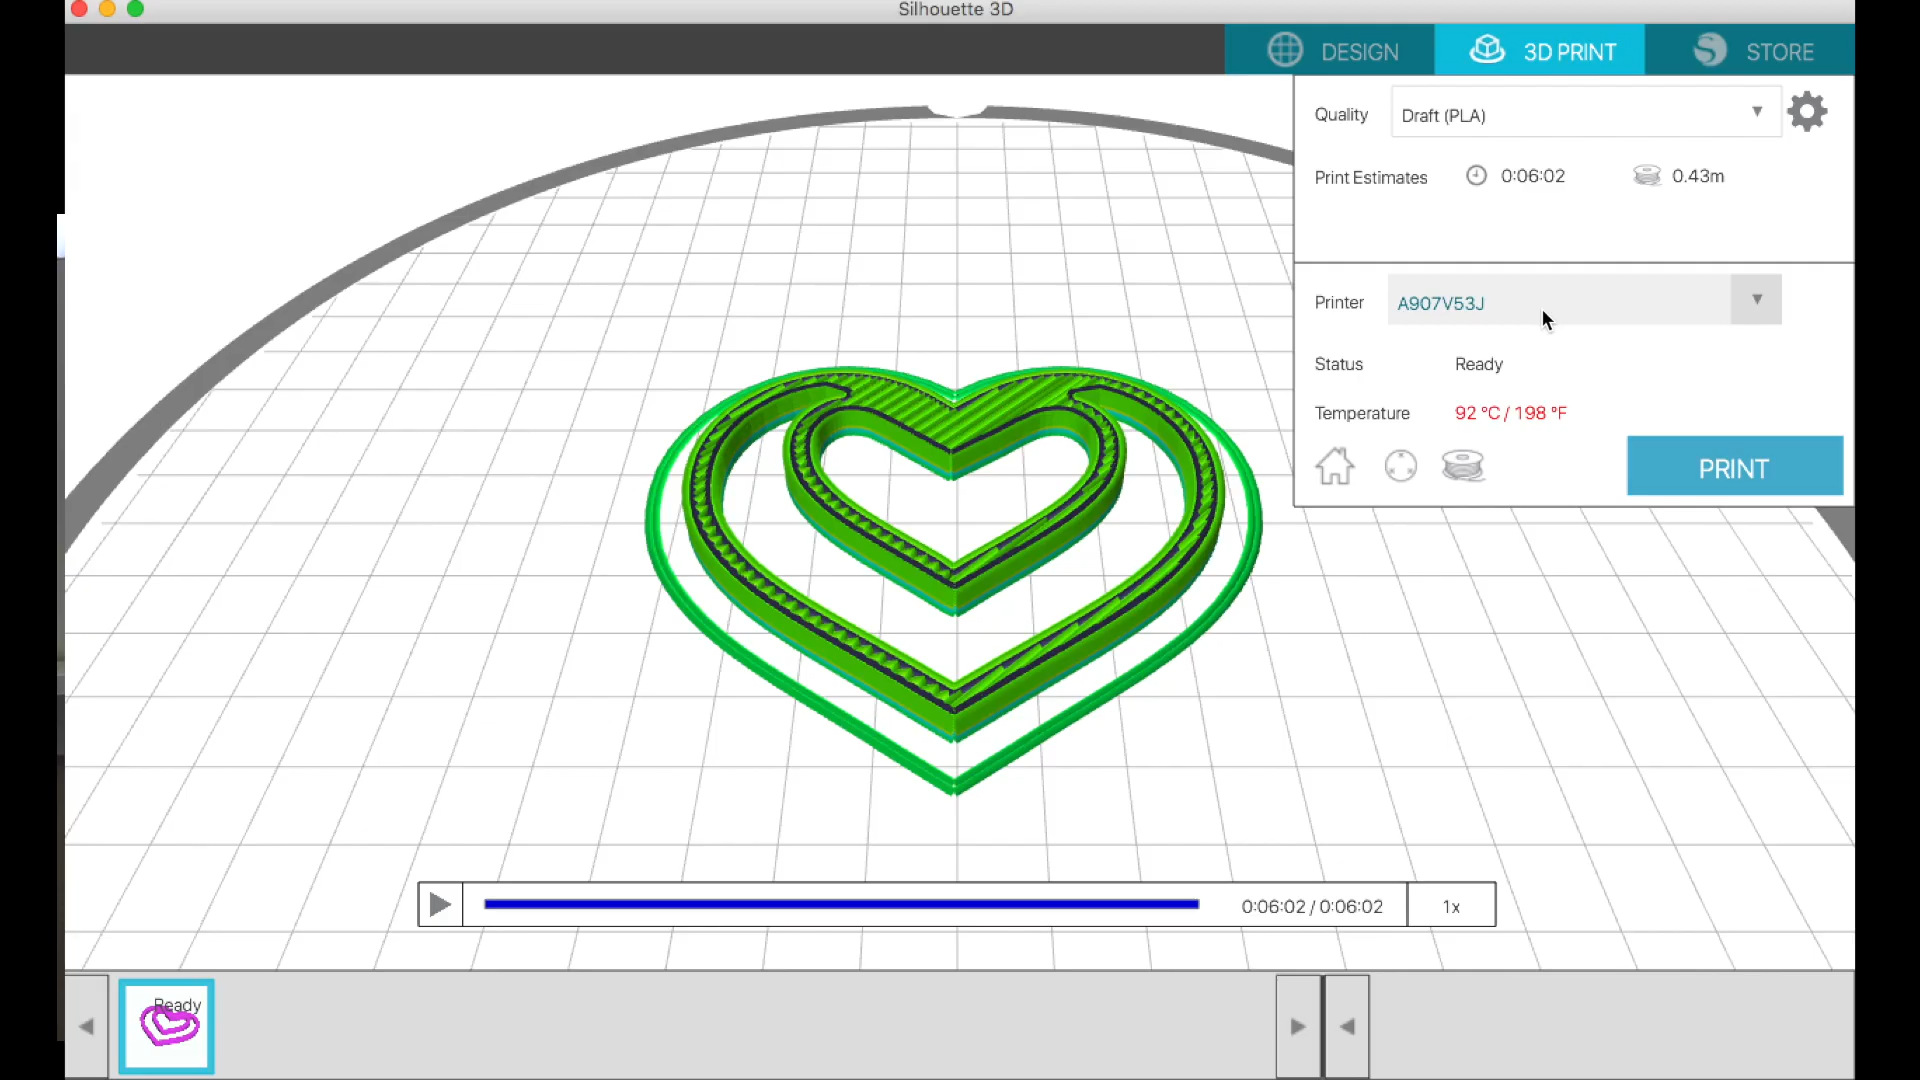 Silhouette 3D
DESIGN
3D PRINT
STORE
Quality
Draft (PLA)
Print Estimates
0:06:02
0.43m
Printer
A907V53J
Status
Ready
Temperature
92 °C / 198 °F
PRINT
0:06:02 / 0:06:02
1x
Ready